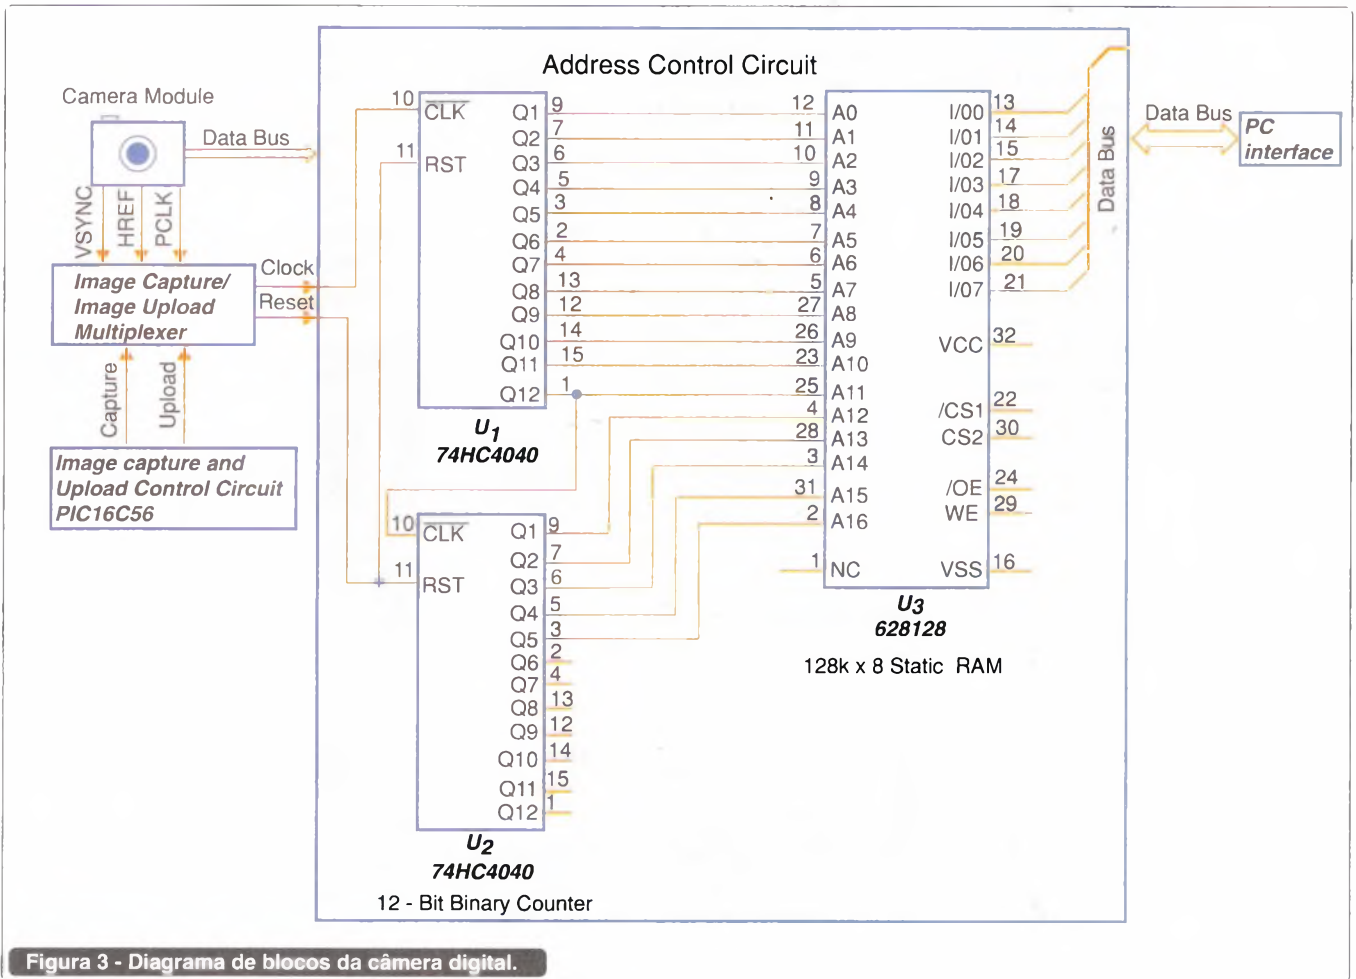 Address Control Circuit
Camera Module
Data Bus
VSYNC
HREF
PCLK
Image Capture/
Image Upload
Multiplexer
Clock
Reset
Capture
Upload
Image capture and
Upload Control Circuit
PIC16C56
10 CLK
11 RST
Q1 9
Q2 7
Q3 6
Q4 5
Q5 3
Q6 2
Q7 4
Q8 13
Q9 12
Q10 14
Q11 15
Q12 1
U1
74HC4040
10 CLK
11 RST
Q1 9
Q2 7
Q3 6
Q4 5
Q5 3
Q6 2
Q7 4
Q8 13
Q9 12
Q10 14
Q11 15
Q12 1
U2
74HC4040
12 - Bit Binary Counter
12 A0
11 A1
10 A2
9 A3
8 A4
7 A5
6 A6
5 A7
27 A8
26 A9
23 A10
25 A11
4 A12
28 A13
3 A14
31 A15
2 A16
1 NC
I/00 13
I/01 14
I/02 15
I/03 17
I/04 18
I/05 19
I/06 20
I/07 21
VCC 32
/CS1 22
CS2 30
/OE 24
WE 29
VSS 16
U3
628128
128k x 8 Static RAM
Data Bus
Data Bus
PC
interface
Figura 3 - Diagrama de blocos da câmera digital.